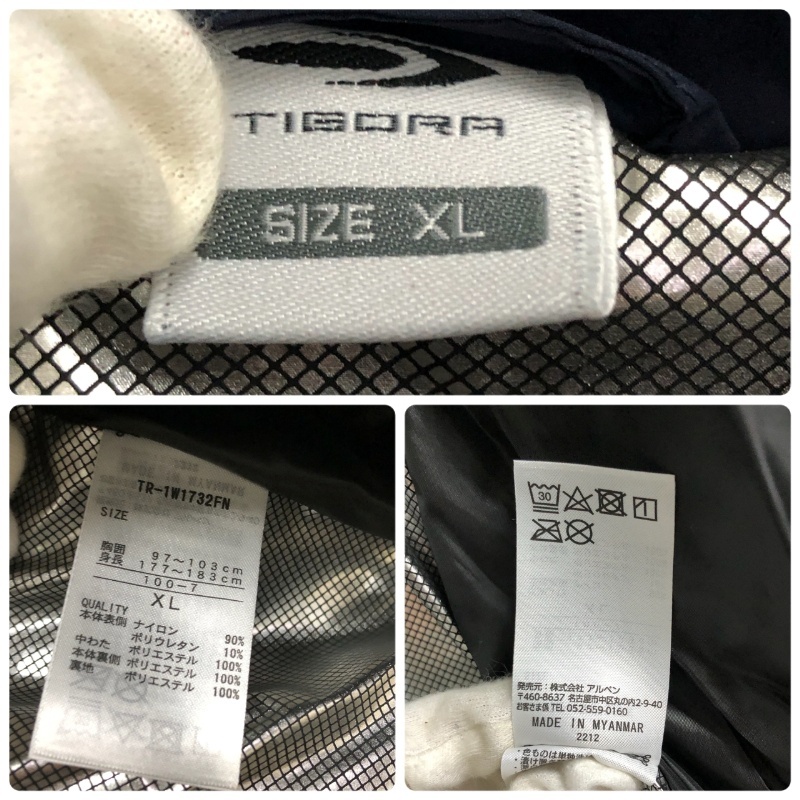 TIGORA
SIZE XL
TR-1W1732FN
SIZE
胸囲 97~103cm
身長 177~183cm
100-7
XL
QUALITY
本体表側 ナイロン 90%
ポリウレタン 10%
中わた ポリエステル 100%
本体裏側 ポリエステル 100%
裏地 ポリエステル 100%
30
発売元:株式会社 アルペン
〒460-8637 名古屋市中区丸の内2-9-40
お客さま係 TEL 052-559-0160
MADE IN MYANMAR
2212